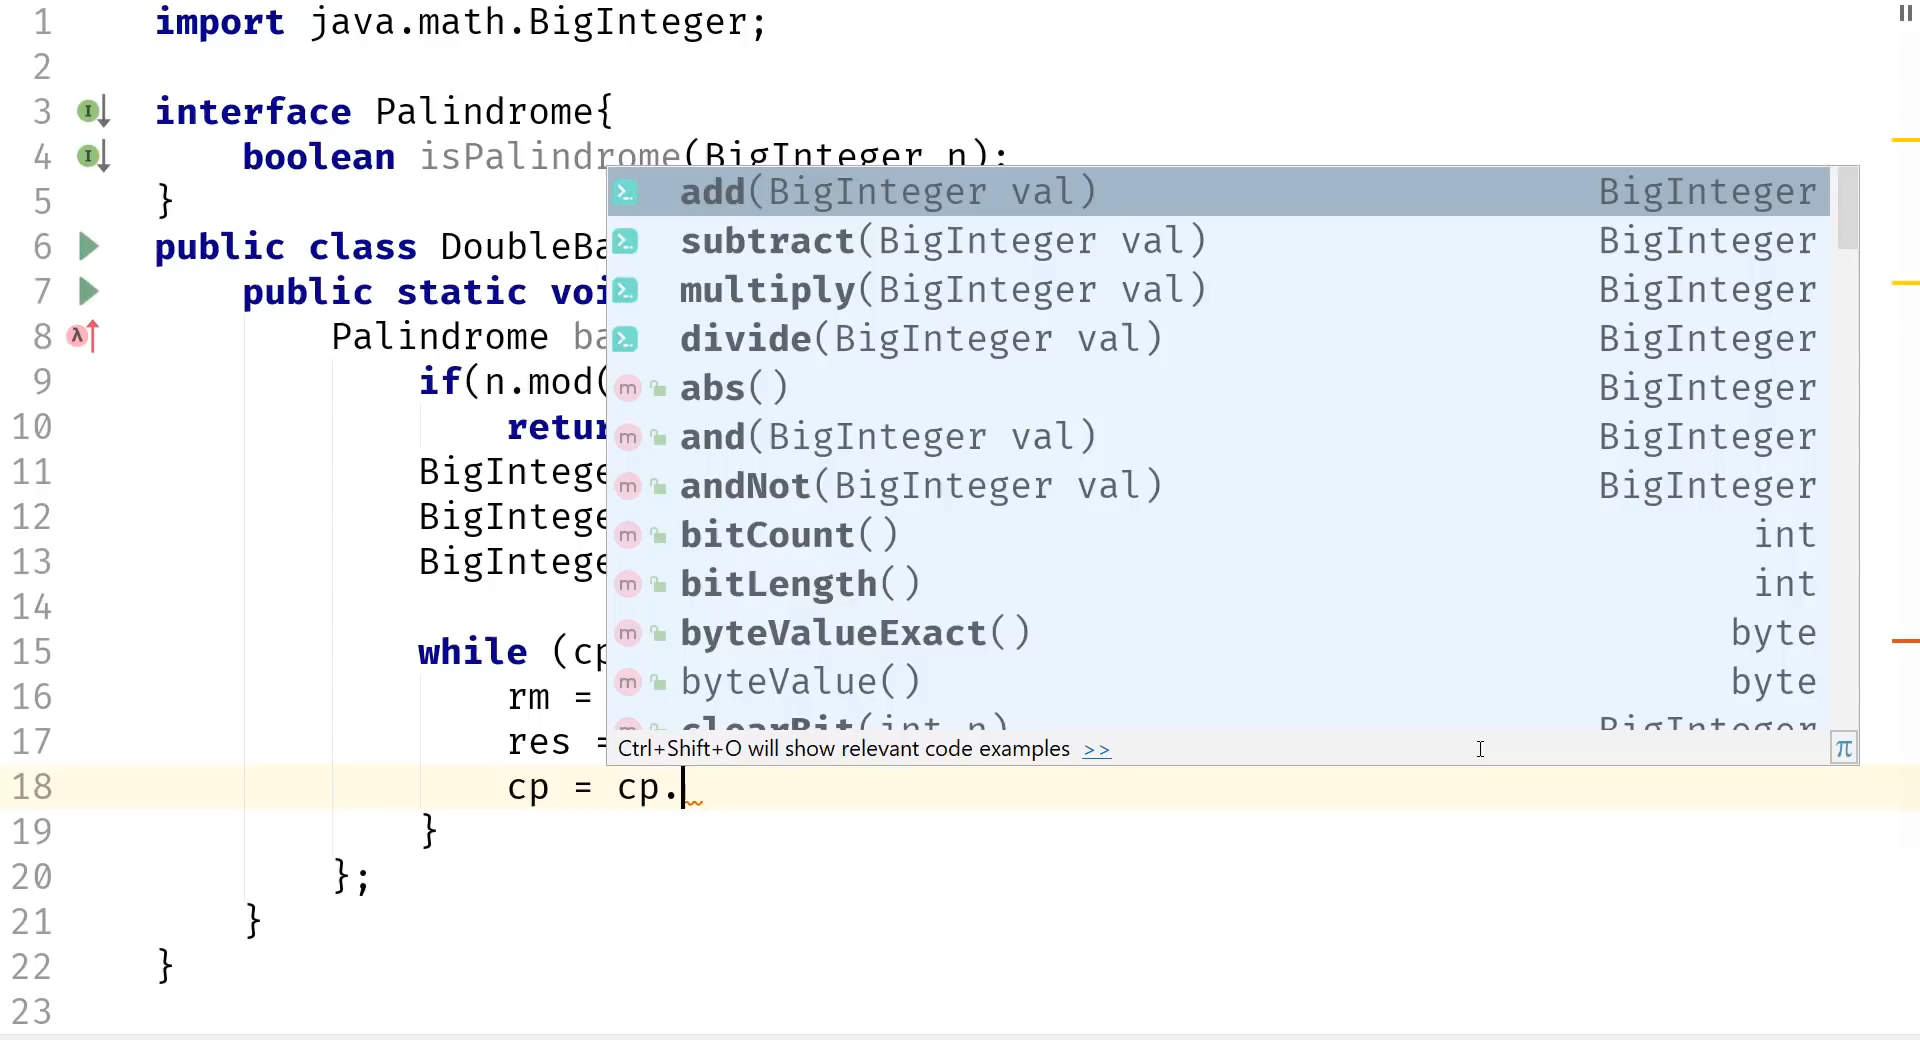 1 import java.math.BigInteger;
2
3 interface Palindrome{
4 boolean isPalindrome(BigInteger n);
5 }
6 public class DoubleBa
7 public static voi
8 Palindrome ba
9 if(n.mod(
10 retur
11 BigIntege
12 BigIntege
13 BigIntege
14
15 while (cp
16 rm =
17 res =
18 cp = cp.
19 }
20 };
21 }
22 }
23
add(BigInteger val) BigInteger
subtract(BigInteger val) BigInteger
multiply(BigInteger val) BigInteger
divide(BigInteger val) BigInteger
m abs() BigInteger
m and(BigInteger val) BigInteger
m andNot(BigInteger val) BigInteger
m bitCount() int
m bitLength() int
m byteValueExact() byte
m byteValue() byte
m clearBit(int n) BigInteger
Ctrl+Shift+O will show relevant code examples >> π